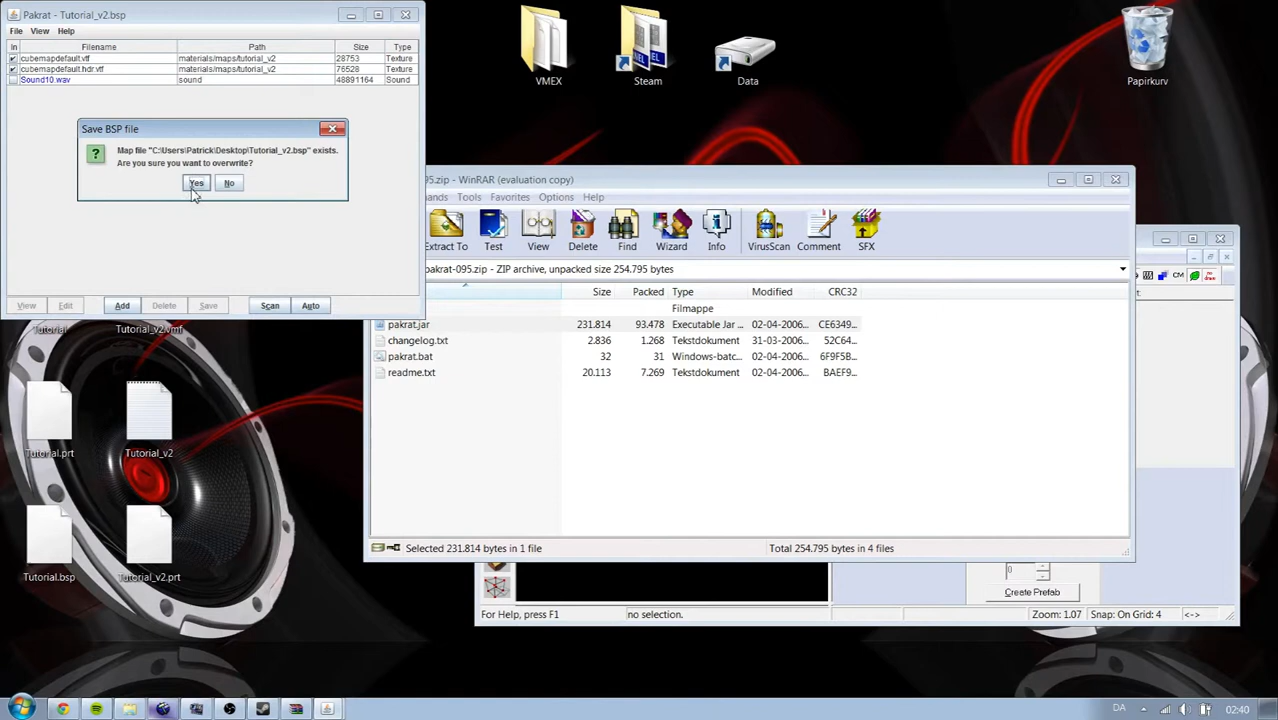 Pakrat - Tutorial_v2.bsp
File View Help
In Filename Path Size Type
cubemapdefault.vtf materials/maps/tutorial_v2 28753 Texture
cubemapdefault.hdr.vtf materials/maps/tutorial_v2 76528 Texture
Sound10.wav sound 48891164 Sound
Save BSP file
Map file "C:\Users\Patrick\Desktop\Tutorial_v2.bsp" exists.
Are you sure you want to overwrite?
Yes No
View Edit Add Delete Save Scan Auto
VMEX
Steam
Data
Papirkurv
95.zip - WinRAR (evaluation copy)
ands Tools Favorites Options Help
Extract To Test View Delete Find Wizard Info VirusScan Comment SFX
pakrat-095.zip - ZIP archive, unpacked size 254.795 bytes
Size Packed Type Modified CRC32
Filmappe
pakrat.jar 231.814 93.478 Executable Jar ... 02-04-2006... CE6349...
changelog.txt 2.836 1.268 Tekstdokument 31-03-2006... 52C64...
pakrat.bat 32 31 Windows-batc... 02-04-2006... 6F9F5B...
readme.txt 20.113 7.269 Tekstdokument 02-04-2006... BAEF9...
Selected 231.814 bytes in 1 file Total 254.795 bytes in 4 files
CM
Tutorial
Tutorial_v2.vmf
Tutorial.prt
Tutorial_v2
Tutorial.bsp
Tutorial_v2.prt
0
Create Prefab
For Help, press F1 no selection. Zoom: 1.07 Snap: On Grid: 4 <->
DA 02:40